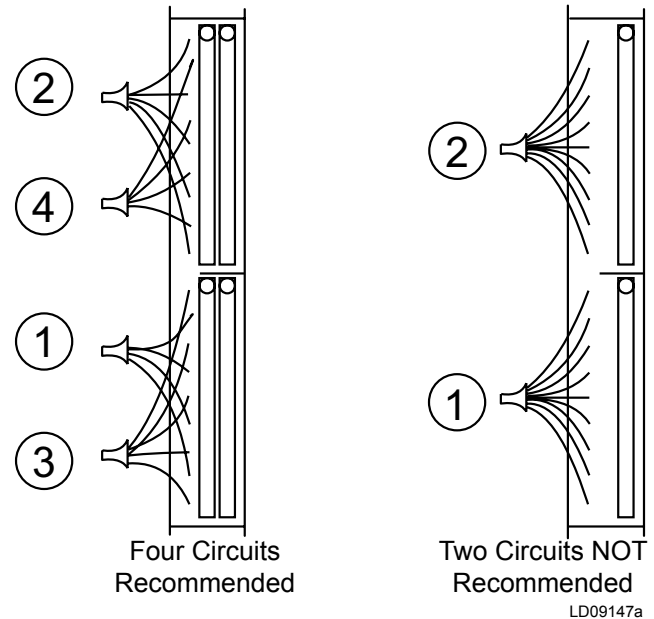 2
4
1
3
Four Circuits
Recommended
2
1
Two Circuits NOT
Recommended
LD09147a